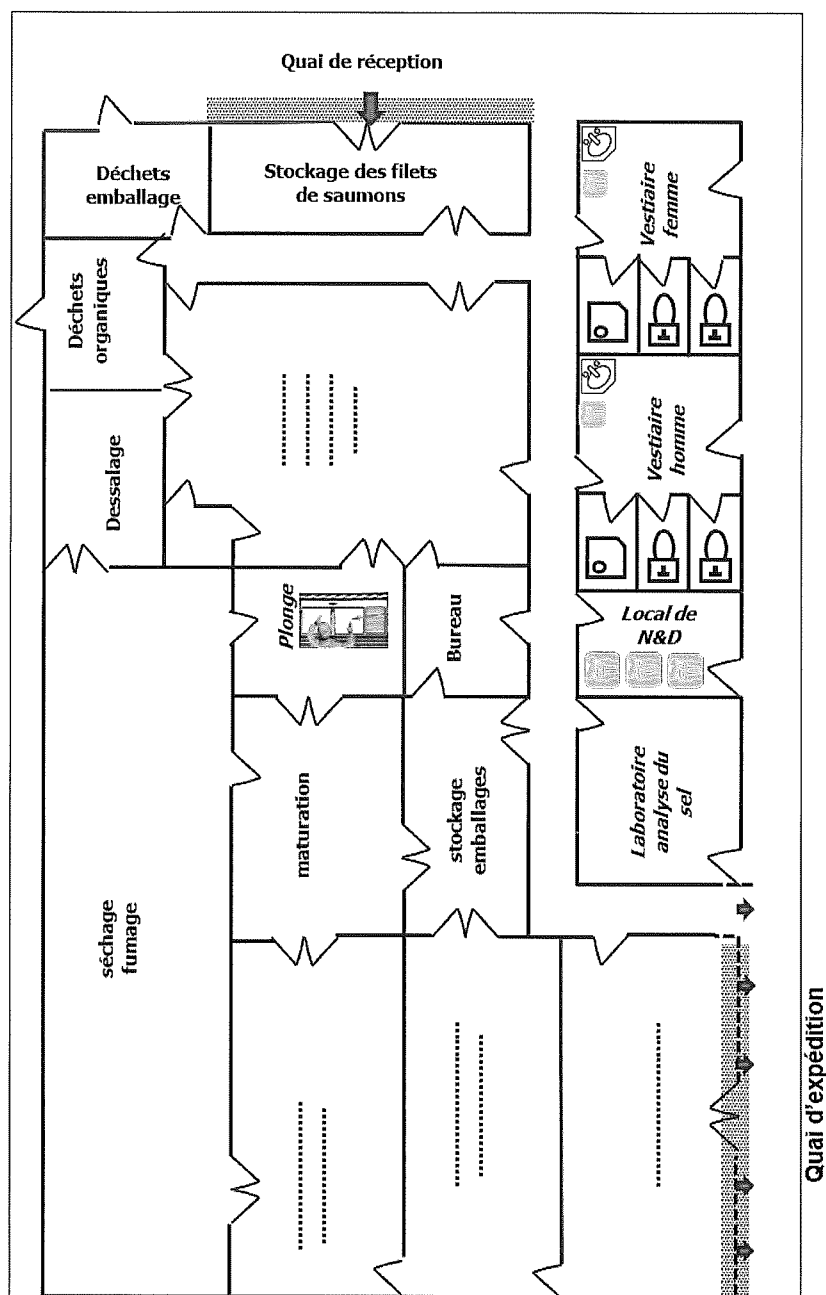 Quai de réception
Déchets
emballage
Stockage des filets
de saumons
Vestiaire
femme
Déchets
organiques
Dessalage
Vestiaire
homme
Plonge
Bureau
Local de
N&D
séchage
fumage
maturation
stockage
emballages
Laboratoire
analyse du
sel
Quai d'expédition